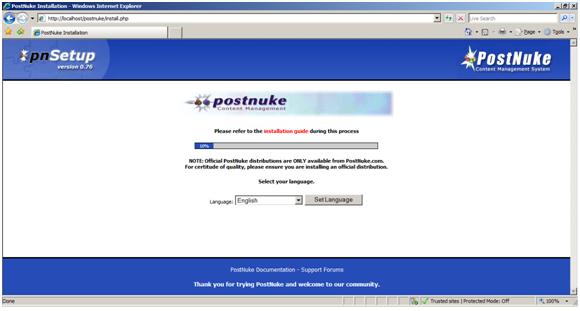 PostNuke Installation - Windows Internet Explorer
http://localhost/postnuke/install.php
Live Search
PostNuke Installation
Page
Tools
pnSetup
version 0.76
PostNuke
Content Management System
postnuke
Content Management
Please refer to the installation guide during this process
10%
NOTE: Official PostNuke distributions are ONLY available from PostNuke.com.
For certitude of quality, please ensure you are installing an official distribution.
Select your language.
Language: English Set Language
PostNuke Documentation - Support Forums
Thank you for trying PostNuke and welcome to our community.
Done
Trusted sites | Protected Mode: Off
100%